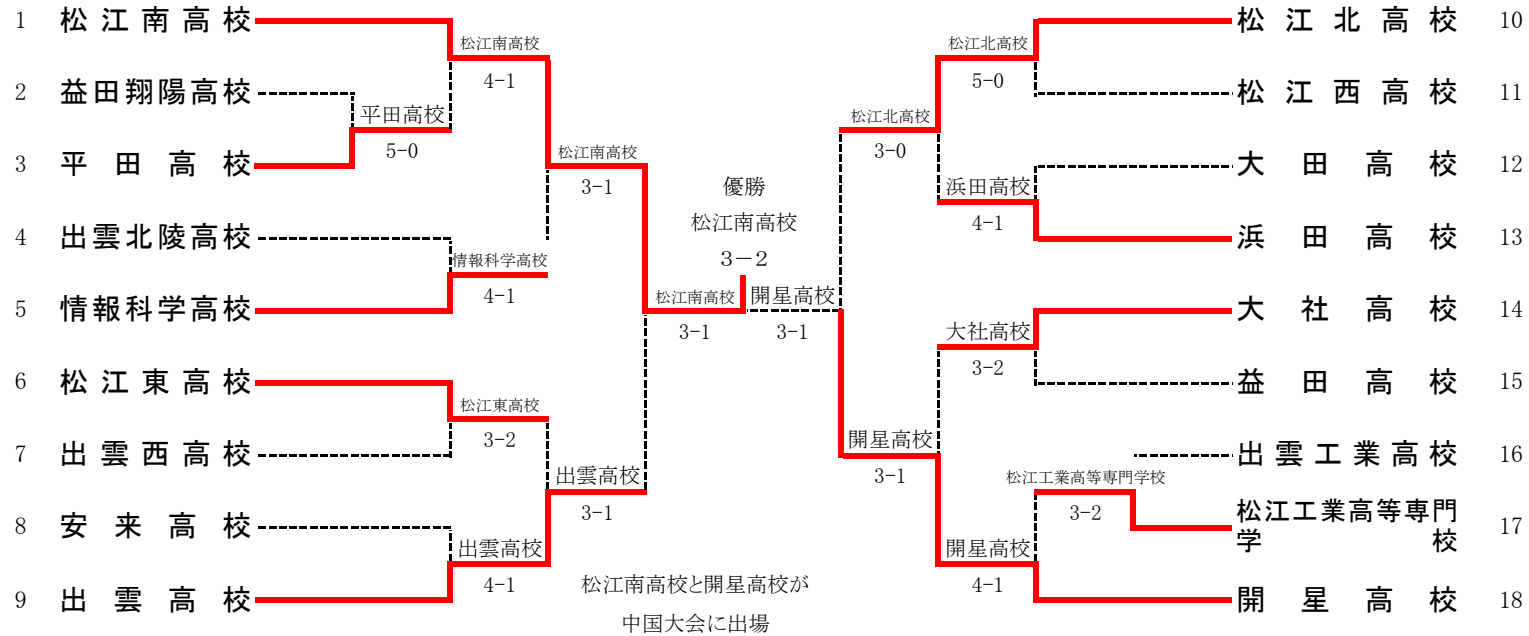 1 松江南高校
松江南高校
4-1
2 益田翔陽高校
平田高校
5-0
3 平田高校
松江南高校
3-1
4 出雲北陵高校
情報科学高校
4-1
5 情報科学高校
松江南高校
3-1
6 松江東高校
松江東高校
3-2
7 出雲西高校
出雲高校
3-1
8 安来高校
出雲高校
4-1
9 出雲高校
優勝
松江南高校
3－2
開星高校
3-1
松江南高校と開星高校が
中国大会に出場
松江北高校 10
松江北高校
5-0
松江西高校 11
松江北高校
3-0
大田高校 12
浜田高校
4-1
浜田高校 13
大社高校 14
大社高校
3-2
益田高校 15
開星高校
3-1
出雲工業高校 16
松江工業高等専門学校
3-2
松江工業高等専門
学校 17
開星高校
4-1
開星高校 18